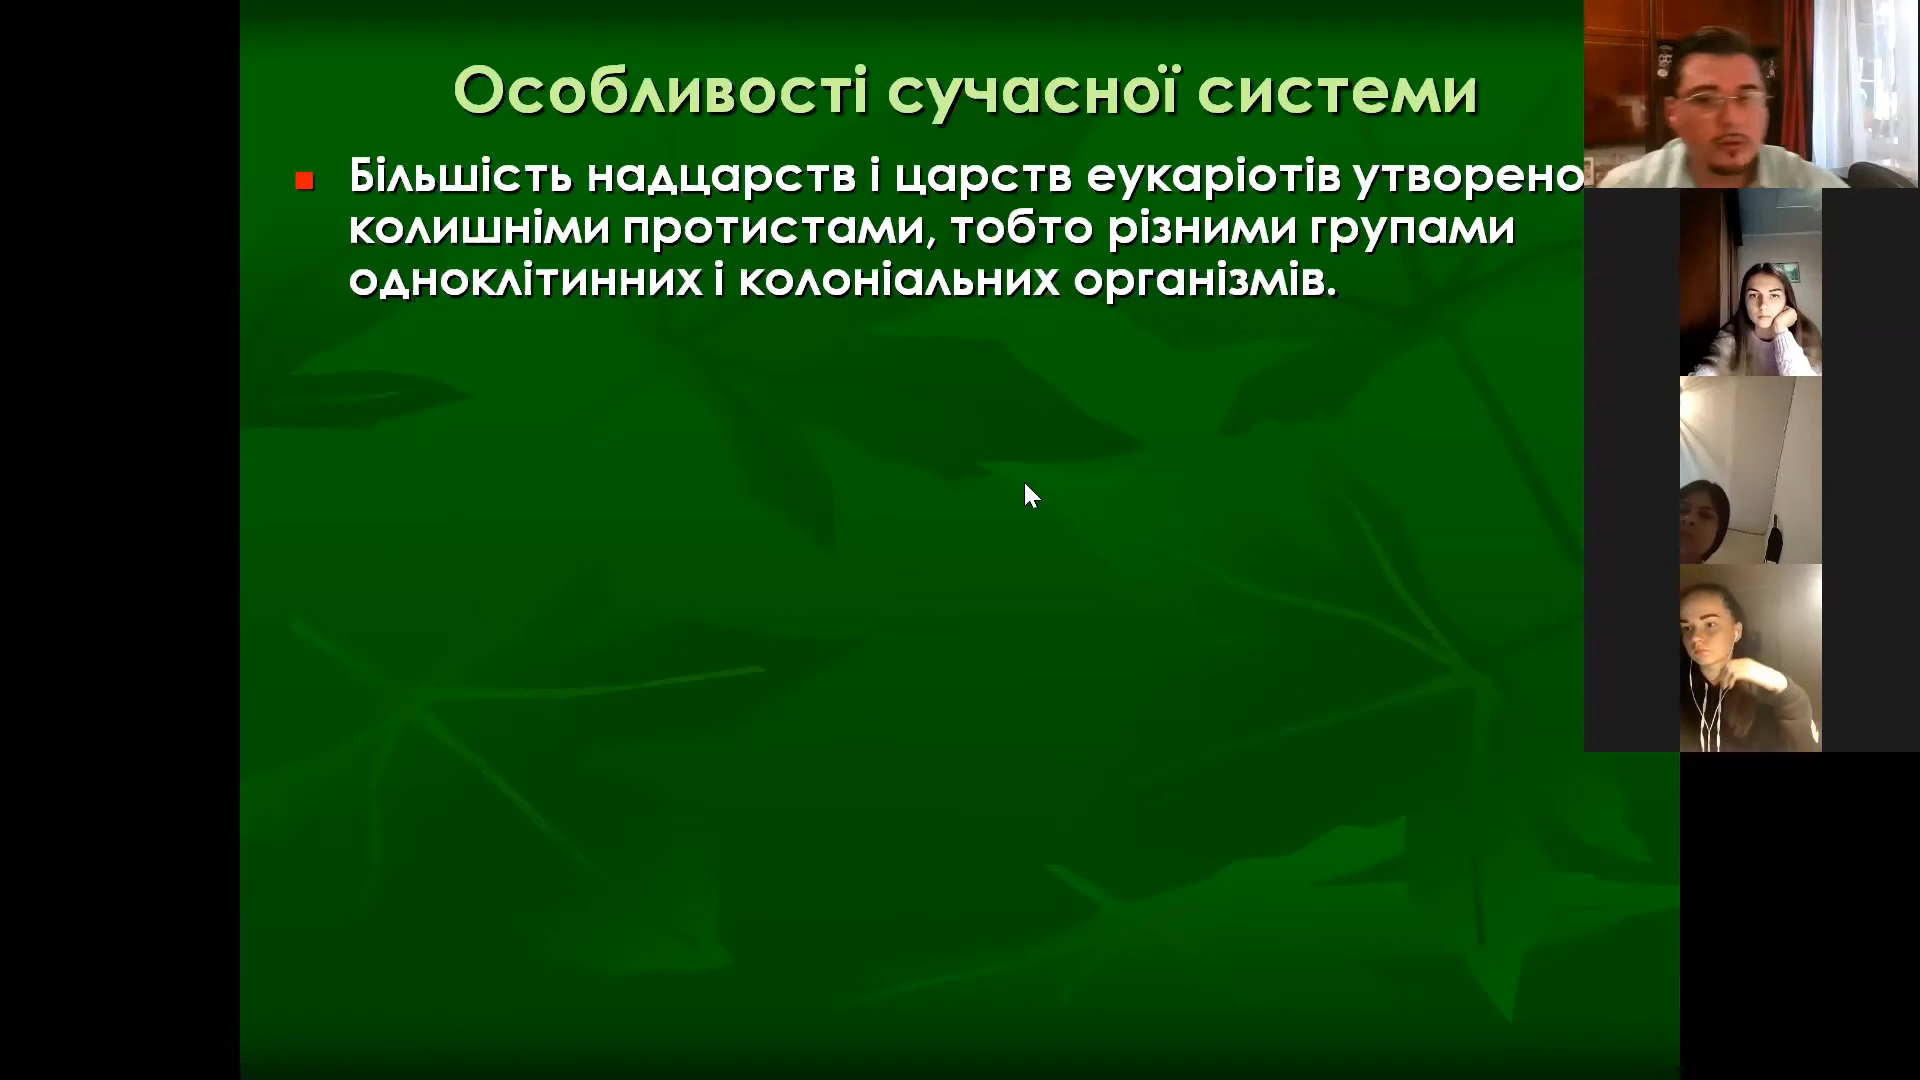 Особливості сучасної системи
Більшість надцарств і царств еукаріотів утворено
колишніми протистами, тобто різними групами
одноклітинних і колоніальних організмів.